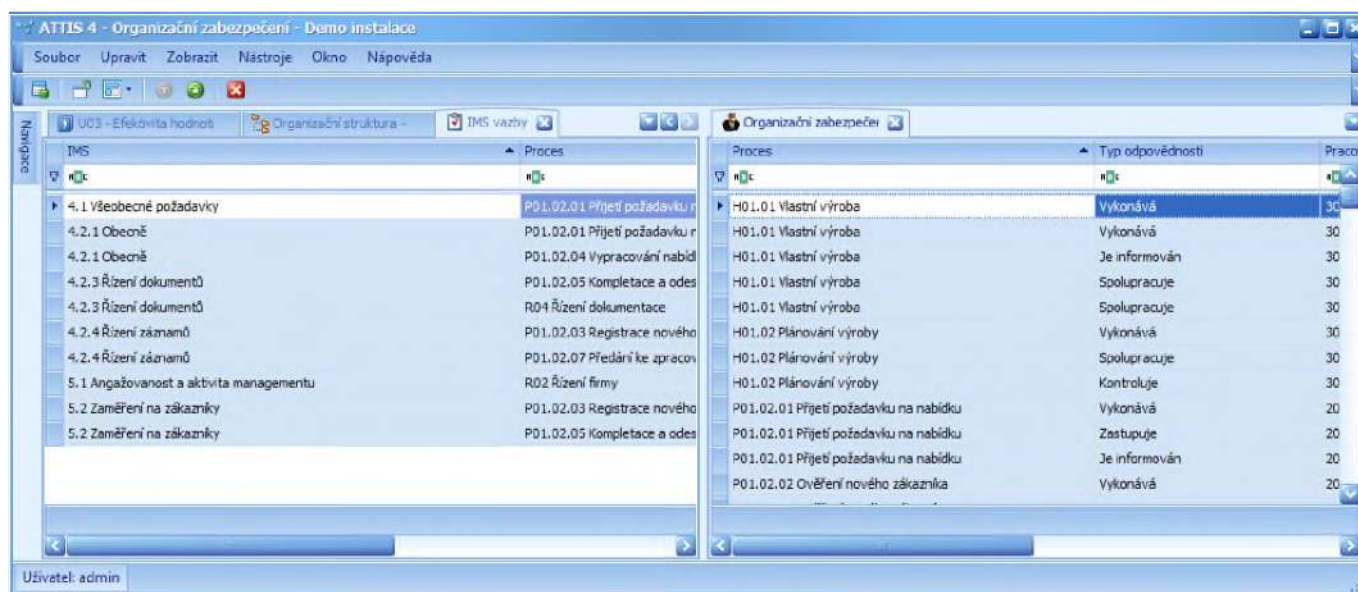 ATTIS 4 - Organizační zabezpečení - Demo instalace
Soubor Upravit Zobrazit Nástroje Okno Nápověda
Navigace
U03 - Efektivita hodnotí Organizační struktura - IMS vazby Organizační zabezpeče
IMS Proces Proces Typ odpovědnosti Praco
4.1 Všeobecné požadavky P01.02.01 Přijetí požadavku r H01.01 Vlastní výroba Vykonává 30
4.2.1 Obecně P01.02.01 Přijetí požadavku r H01.01 Vlastní výroba Vykonává 30
4.2.1 Obecně P01.02.04 Vypracování nabíd H01.01 Vlastní výroba Je informován 30
4.2.3 Řízení dokumentů P01.02.05 Kompletace a odes H01.01 Vlastní výroba Spolupracuje 30
4.2.3 Řízení dokumentů R04 Řízení dokumentace H01.01 Vlastní výroba Spolupracuje 30
4.2.4 Řízení záznamů P01.02.03 Registrace nového H01.02 Plánování výroby Vykonává 30
4.2.4 Řízení záznamů P01.02.07 Předání ke zpracov H01.02 Plánování výroby Spolupracuje 30
5.1 Angažovanost a aktivita managementu R02 Řízení firmy H01.02 Plánování výroby Kontroluje 30
5.2 Zaměření na zákazníky P01.02.03 Registrace nového P01.02.01 Přijetí požadavku na nabídku Vykonává 20
5.2 Zaměření na zákazníky P01.02.05 Kompletace a odes P01.02.01 Přijetí požadavku na nabídku Zastupuje 20
P01.02.01 Přijetí požadavku na nabídku Je informován 20
P01.02.02 Ověření nového zákazníka Vykonává 20
Uživatel: admin